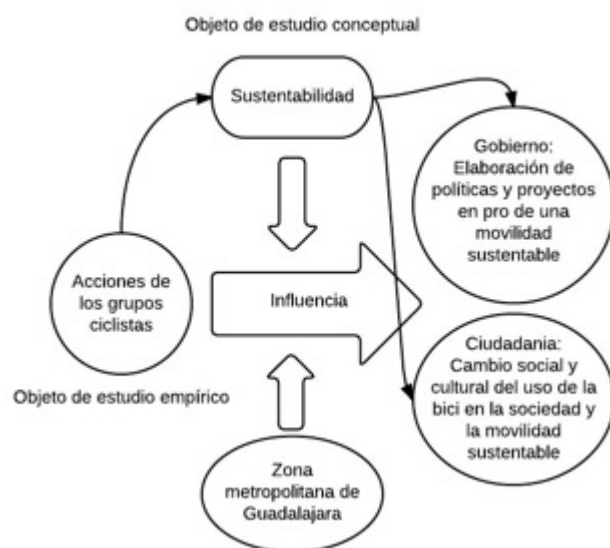 Objeto de estudio conceptual
Sustentabilidad
Gobierno:
Elaboración de
políticas y proyectos
en pro de una
movilidad
sustentable
Acciones de
los grupos
ciclistas
Influencia
Objeto de estudio empírico
Ciudadania:
Cambio social y
cultural del uso de la
bici en la sociedad y
la movilidad
sustentable
Zona
metropolitana de
Guadalajara